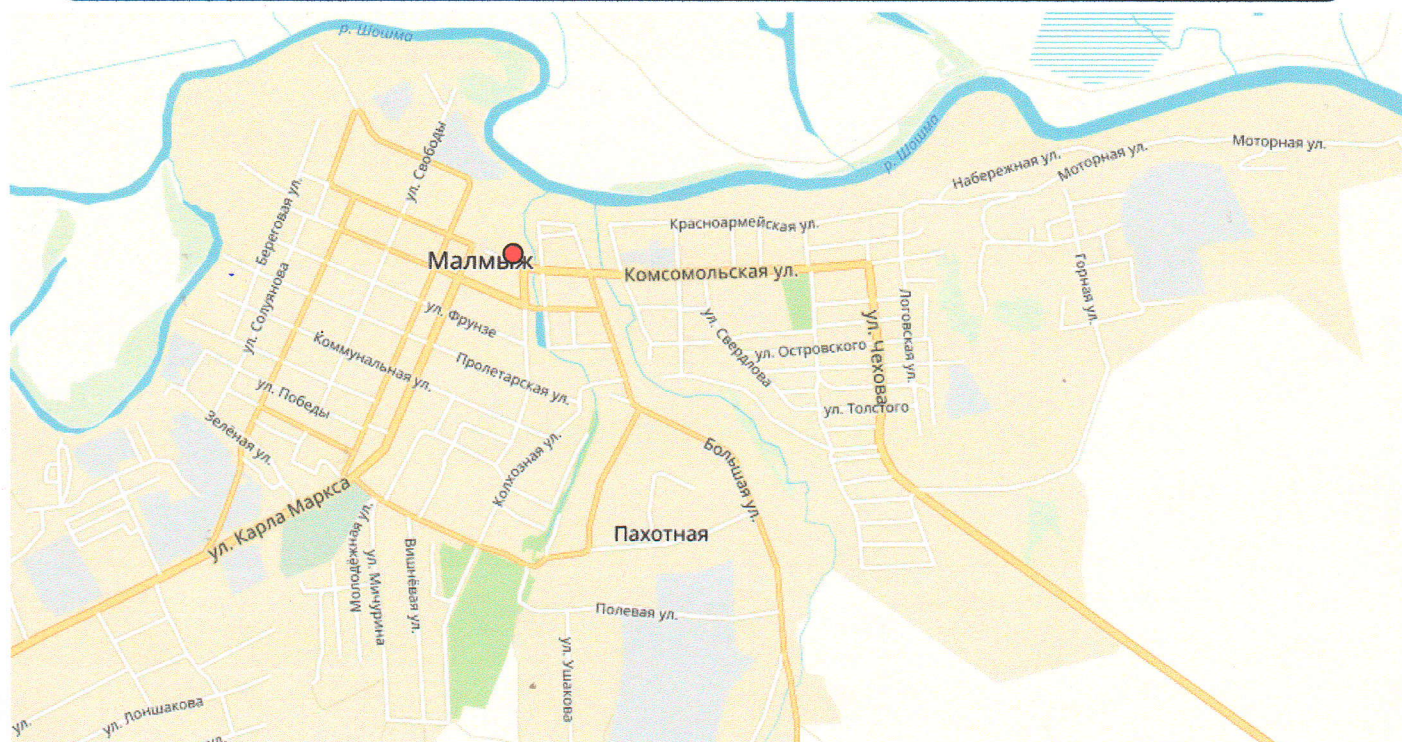 р. Шошма
р. Шошма
Моторная ул.
Моторная ул.
Набережная ул.
ул. Свободы
Береговая ул.
Красноармейская ул.
Малмыж
Комсомольская ул.
Горная ул.
ул. Солуянова
ул. Фрунзе
Логовская ул.
ул. Свердлова
ул. Чехова
Коммунальная ул.
ул. Островского
Пролетарская ул.
ул. Победы
ул. Толстого
Зелёная ул.
Колхозная ул.
Большая ул.
ул. Карла Маркса
Пахотная
Молодёжная ул.
ул. Мичурина
Вишнёвая ул.
Полевая ул.
ул. Ушакова
ул. Лоншакова
ул.
ул.